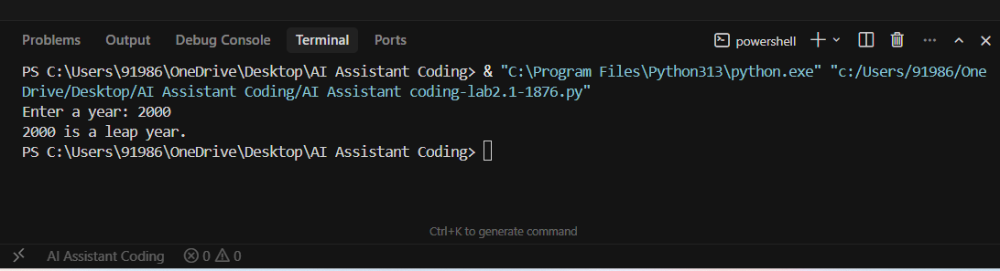 Problems Output Debug Console Terminal Ports powershell
PS C:\Users\91986\OneDrive\Desktop\AI Assistant Coding> & "C:\Program Files\Python313\python.exe" "c:/Users/91986/One
Drive/Desktop/AI Assistant Coding/AI Assistant coding-lab2.1-1876.py"
Enter a year: 2000
2000 is a leap year.
PS C:\Users\91986\OneDrive\Desktop\AI Assistant Coding>
Ctrl+K to generate command
AI Assistant Coding 0 0